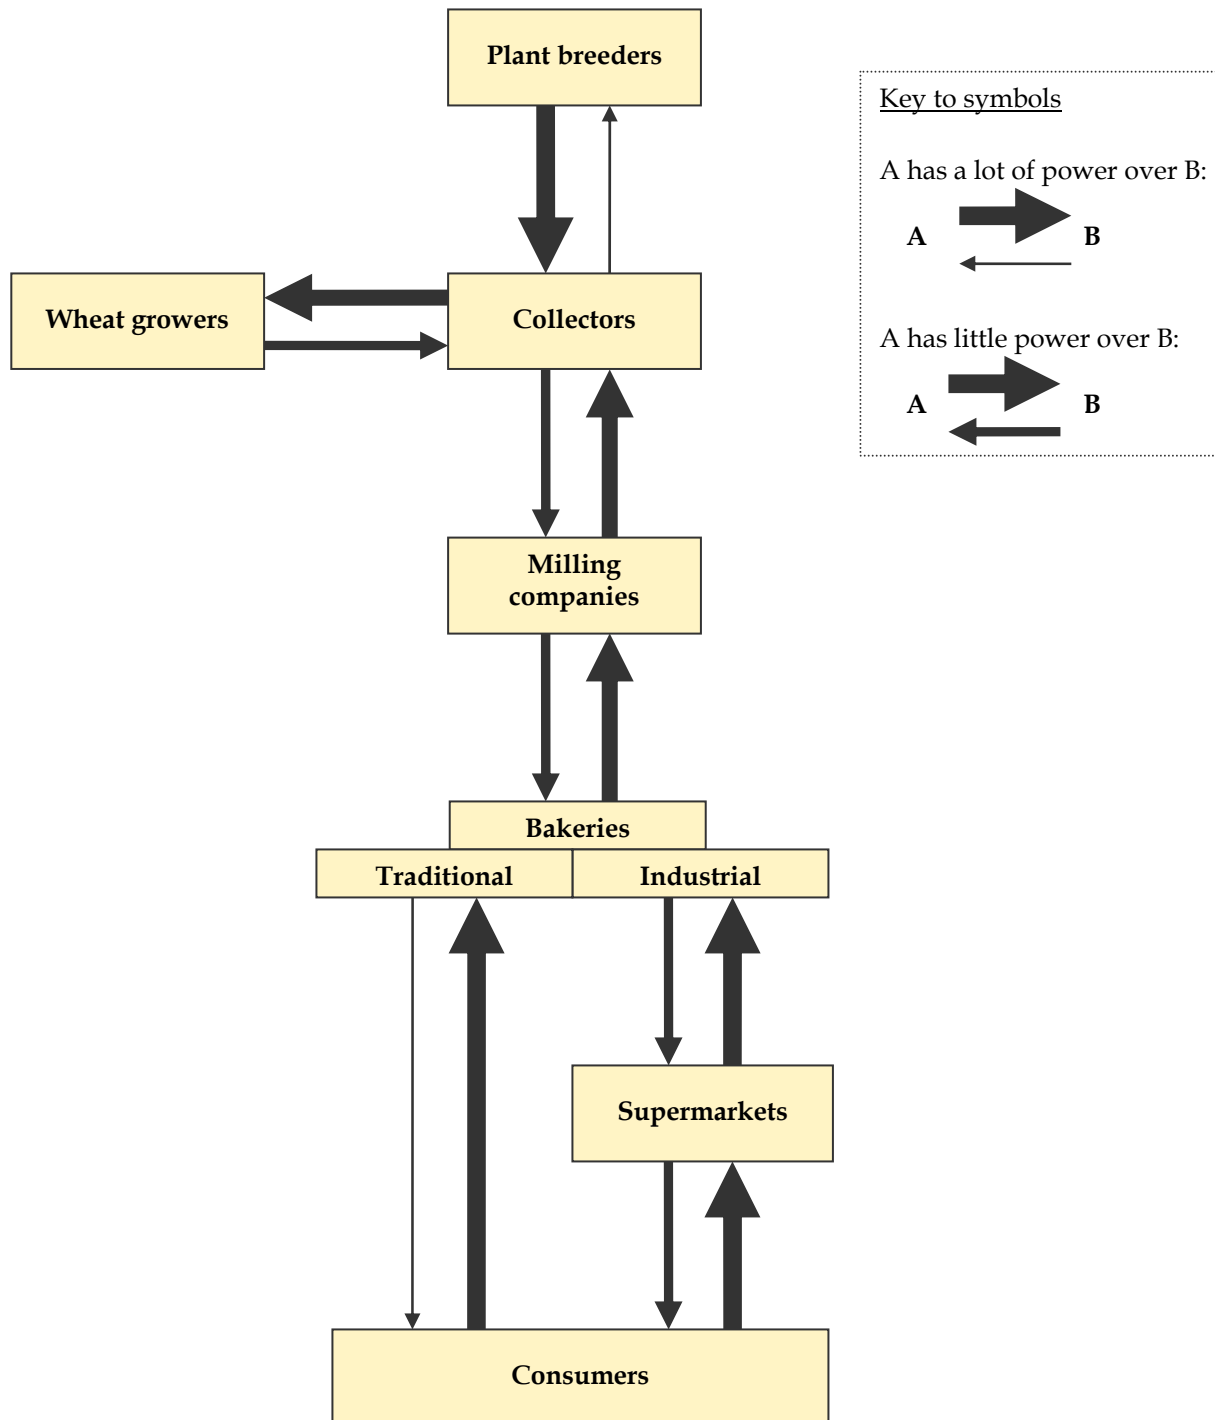 Plant breeders
Key to symbols
A has a lot of power over B:
A B
Wheat growers
Collectors
A has little power over B:
A B
Milling
companies
Bakeries
Traditional
Industrial
Supermarkets
Consumers